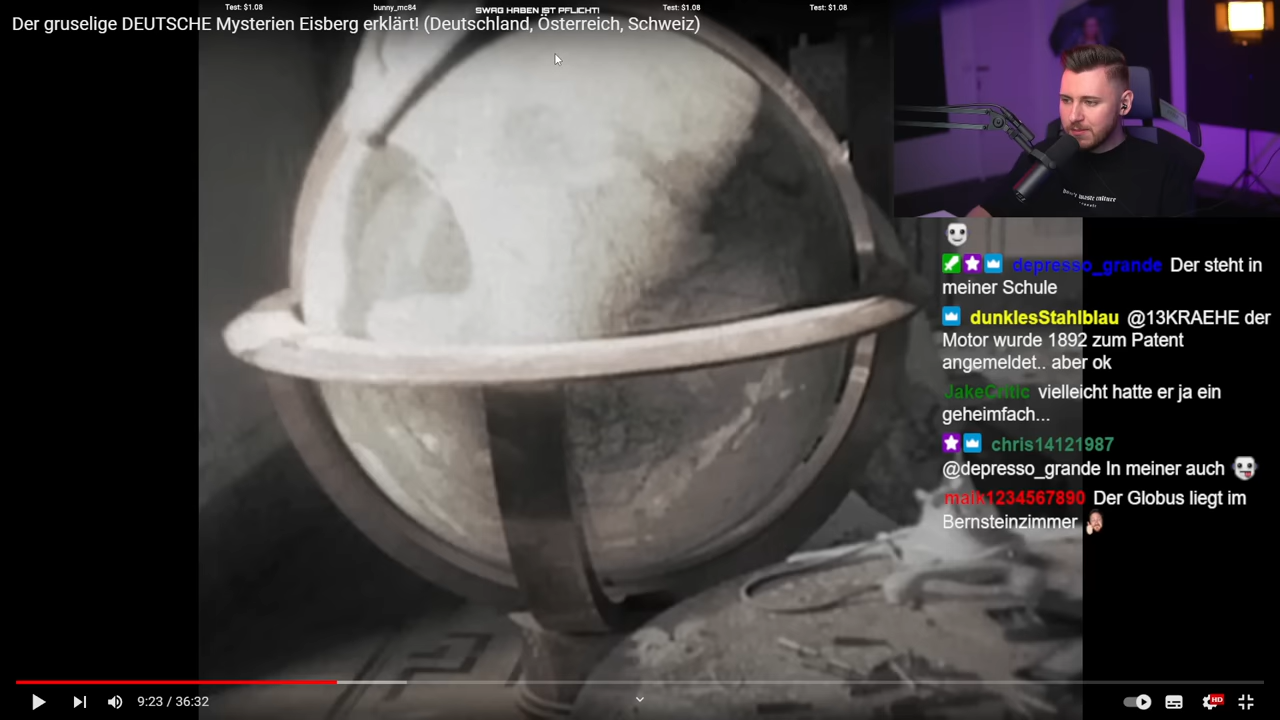 Test: $1.08
bunny_mc84
SWAG HABEN IST PFLICHT!
Test: $1.08
Test: $1.08
Der gruselige DEUTSCHE Mysterien Eisberg erklärt! (Deutschland, Österreich, Schweiz)
depresso_grande Der steht in
meiner Schule
dunklesStahlblau @13KRAEHE der
Motor wurde 1892 zum Patent
angemeldet.. aber ok
JakeCritic vielleicht hatte er ja ein
geheimfach...
chris14121987
@depresso_grande In meiner auch
maik1234567890 Der Globus liegt im
Bernsteinzimmer
9:23 / 36:32
HD